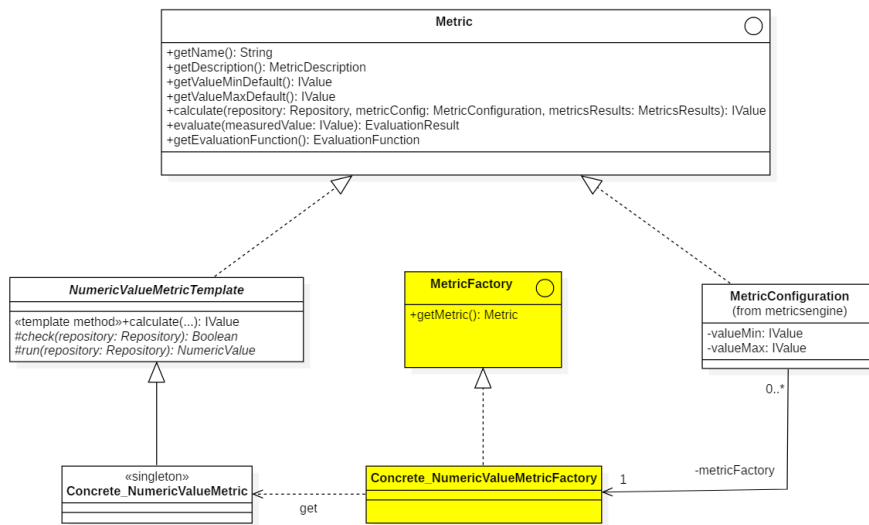 Metric
+getName(): String
+getDescription(): MetricDescription
+getValueMinDefault(): IValue
+getValueMaxDefault(): IValue
+calculate(repository: Repository, metricConfig: MetricConfiguration, metricsResults: MetricsResults): IValue
+evaluate(measuredValue: IValue): EvaluationResult
+getEvaluationFunction(): EvaluationFunction
NumericValueMetricTemplate
«template method»+calculate(...): IValue
#check(repository: Repository): Boolean
#run(repository: Repository): NumericValue
MetricFactory
+getMetric(): Metric
MetricConfiguration
(from metricsengine)
-valueMin: IValue
-valueMax: IValue
0..*
-metricFactory
1
«singleton»
Concrete_NumericValueMetric
get
Concrete_NumericValueMetricFactory